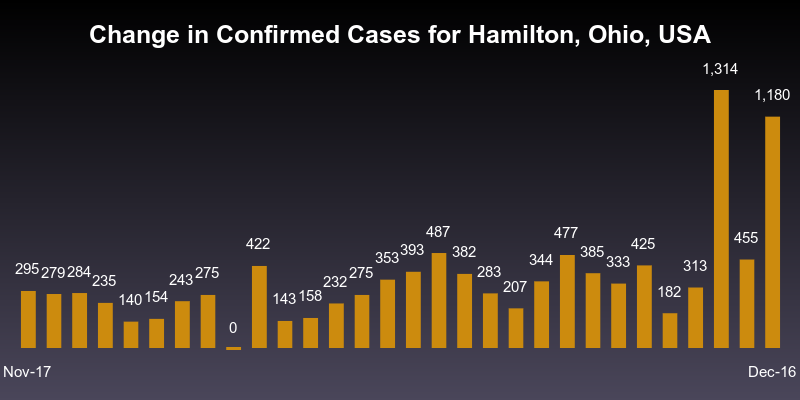 Change in Confirmed Cases for Hamilton, Ohio, USA
295 279 284 235 140 154 243 275 0 422 143 158 232 275 353 393 487 382 283 207 344 477 385 333 425 182 313 1,314 455 1,180
Nov-17 Dec-16